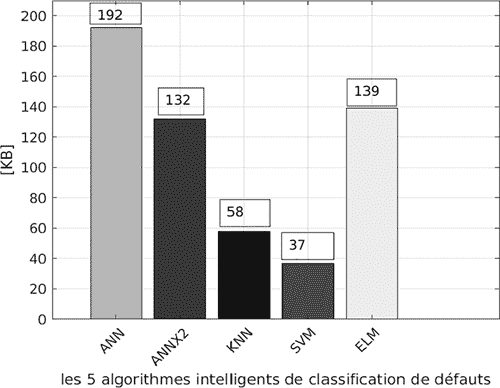 200
180
160
140
120
100
80
60
40
20
0
[KB]
192
132
58
37
139
ANN
ANNX2
KNN
SVM
ELM
les 5 algorithmes intelligents de classification de défauts